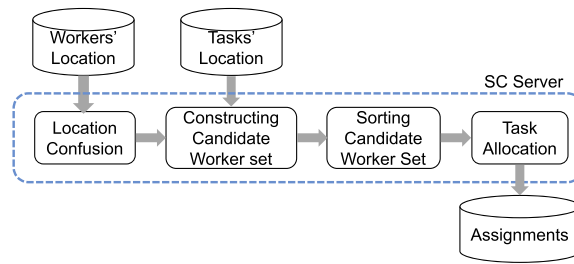 Workers'
Location
Tasks'
Location
SC Server
Location
Confusion
Constructing
Candidate
Worker set
Sorting
Candidate
Worker Set
Task
Allocation
Assignments